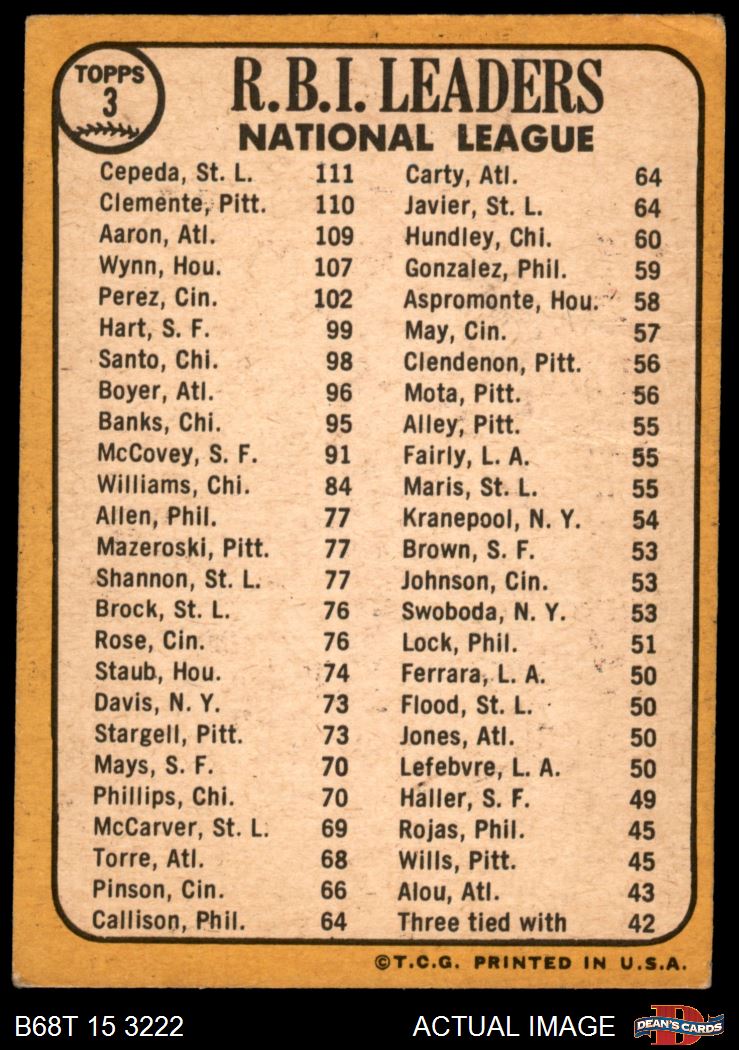 TOPPS
3
R.B.I. LEADERS
NATIONAL LEAGUE
Cepeda, St. L. 111
Clemente, Pitt. 110
Aaron, Atl. 109
Wynn, Hou. 107
Perez, Cin. 102
Hart, S. F. 99
Santo, Chi. 98
Boyer, Atl. 96
Banks, Chi. 95
McCovey, S. F. 91
Williams, Chi. 84
Allen, Phil. 77
Mazeroski, Pitt. 77
Shannon, St. L. 77
Brock, St. L. 76
Rose, Cin. 76
Staub, Hou. 74
Davis, N. Y. 73
Stargell, Pitt. 73
Mays, S. F. 70
Phillips, Chi. 70
McCarver, St. L. 69
Torre, Atl. 68
Pinson, Cin. 66
Callison, Phil. 64
Carty, Atl. 64
Javier, St. L. 64
Hundley, Chi. 60
Gonzalez, Phil. 59
Aspromonte, Hou. 58
May, Cin. 57
Clendenon, Pitt. 56
Mota, Pitt. 56
Alley, Pitt. 55
Fairly, L. A. 55
Maris, St. L. 55
Kranepool, N. Y. 54
Brown, S. F. 53
Johnson, Cin. 53
Swoboda, N. Y. 53
Lock, Phil. 51
Ferrara, L. A. 50
Flood, St. L. 50
Jones, Atl. 50
Lefebvre, L. A. 50
Haller, S. F. 49
Rojas, Phil. 45
Wills, Pitt. 45
Alou, Atl. 43
Three tied with 42
©T.C.G. PRINTED IN U.S.A.
B68T 15 3222
ACTUAL IMAGE
D
DEAN'S CARDS